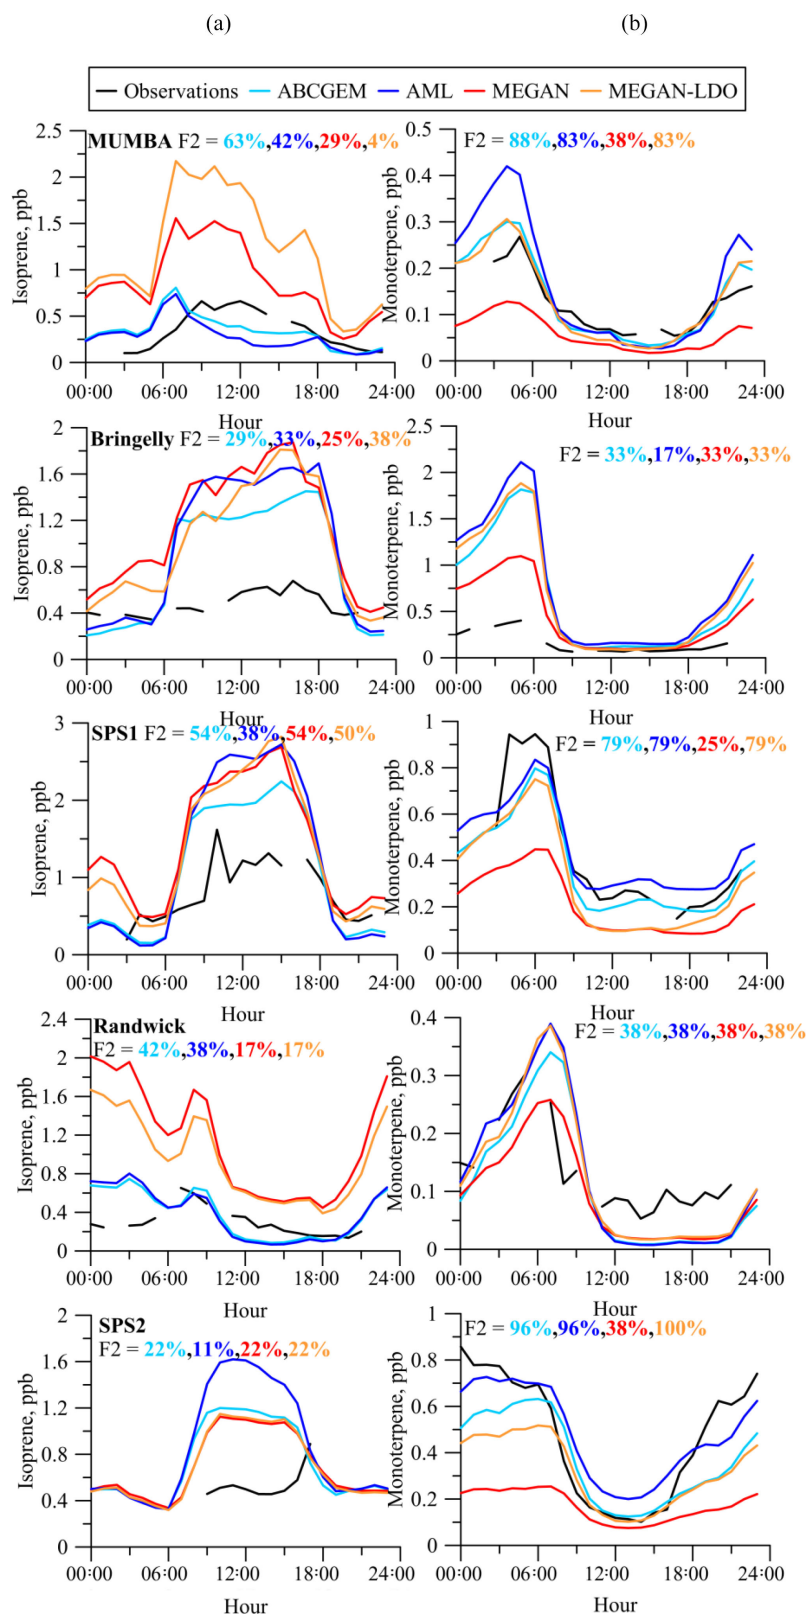 (a) (b)
Observations ABCGEM AML MEGAN MEGAN-LDO
MUMBA F2 = 63%,42%,29%,4%
Isoprene, ppb
2.5
2
1.5
1
0.5
0
00:00 06:00 12:00 18:00 24:00
Hour
F2 = 88%,83%,38%,83%
Monoterpene, ppb
0.5
0.4
0.3
0.2
0.1
0
00:00 06:00 12:00 18:00 24:00
Hour
Bringelly F2 = 29%,33%,25%,38%
Isoprene, ppb
2
1.6
1.2
0.8
0.4
0
00:00 06:00 12:00 18:00 24:00
Hour
F2 = 33%,17%,33%,33%
Monoterpene, ppb
2.5
2
1.5
1
0.5
0
00:00 06:00 12:00 18:00 24:00
Hour
SPS1 F2 = 54%,38%,54%,50%
Isoprene, ppb
3
2
1
0
00:00 06:00 12:00 18:00 24:00
Hour
F2 = 79%,79%,25%,79%
Monoterpene, ppb
1
0.8
0.6
0.4
0.2
0
00:00 06:00 12:00 18:00 24:00
Hour
Randwick
F2 = 42%,38%,17%,17%
Isoprene, ppb
2.4
2
1.6
1.2
0.8
0.4
0
00:00 06:00 12:00 18:00 24:00
Hour
F2 = 38%,38%,38%,38%
Monoterpene, ppb
0.4
0.3
0.2
0.1
0
00:00 06:00 12:00 18:00 24:00
Hour
SPS2
F2 = 22%,11%,22%,22%
Isoprene, ppb
2
1.6
1.2
0.8
0.4
0
00:00 06:00 12:00 18:00 24:00
Hour
F2 = 96%,96%,38%,100%
Monoterpene, ppb
1
0.8
0.6
0.4
0.2
0
00:00 06:00 12:00 18:00 24:00
Hour